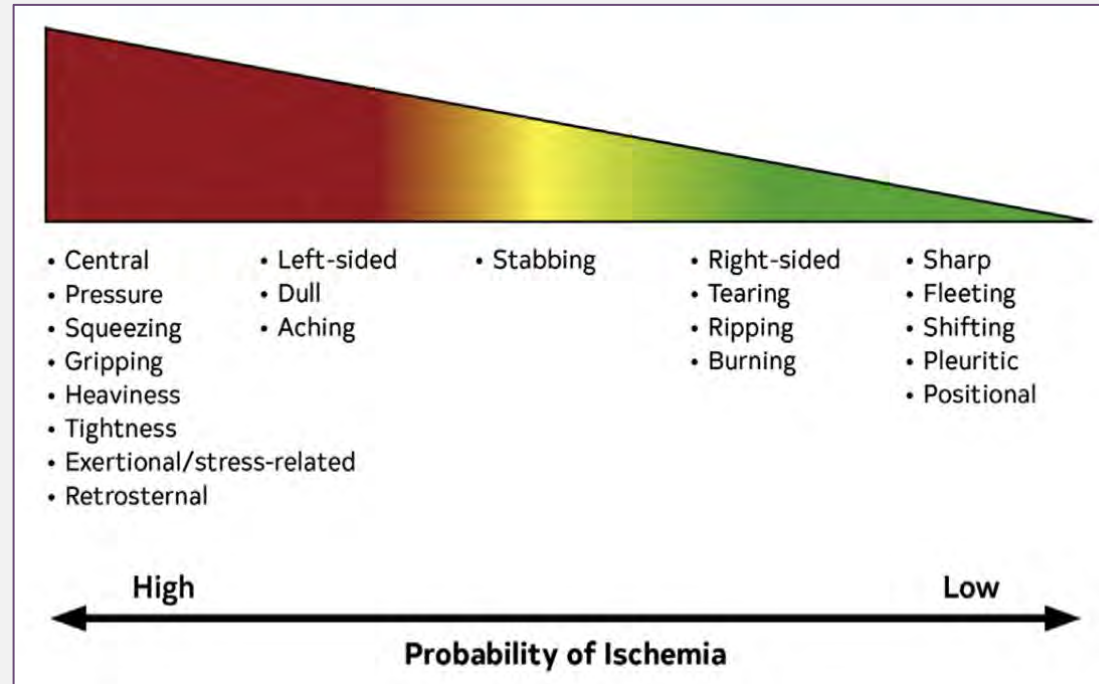 • Central
• Pressure
• Squeezing
• Gripping
• Heaviness
• Tightness
• Exertional/stress-related
• Retrosternal
• Left-sided
• Dull
• Aching
• Stabbing
• Right-sided
• Tearing
• Ripping
• Burning
• Sharp
• Fleeting
• Shifting
• Pleuritic
• Positional
High
Low
Probability of Ischemia